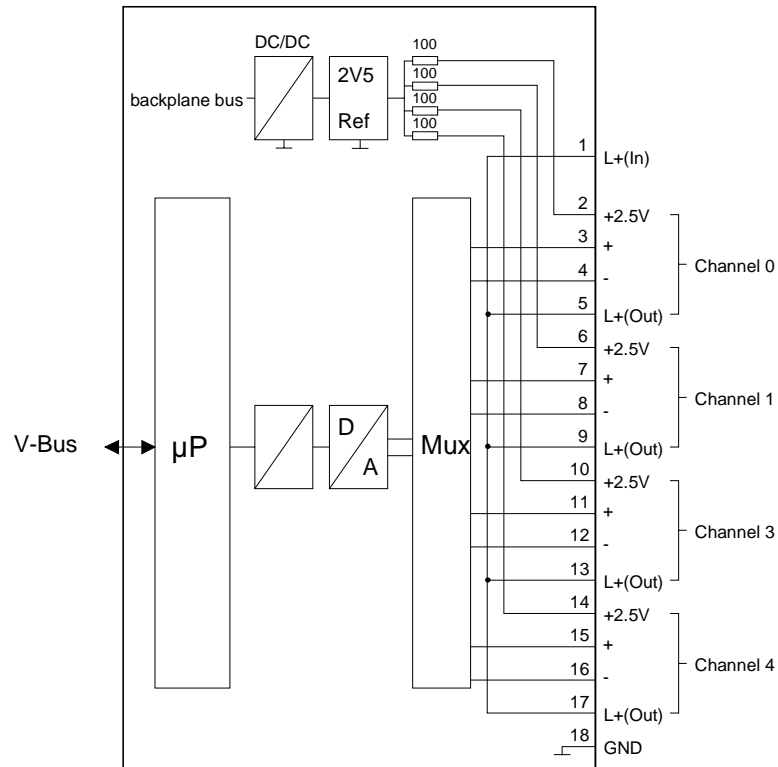 DC/DC
100
2V5
100
backplane bus
100
Ref
100
1
L+(In)
2
+2.5V
3
+
4
-
Channel 0
5
L+(Out)
6
+2.5V
7
+
8
-
Channel 1
9
L+(Out)
V-Bus
µP
D
A
Mux
10
+2.5V
11
+
12
-
Channel 3
13
L+(Out)
14
+2.5V
15
+
16
-
Channel 4
17
L+(Out)
18
GND